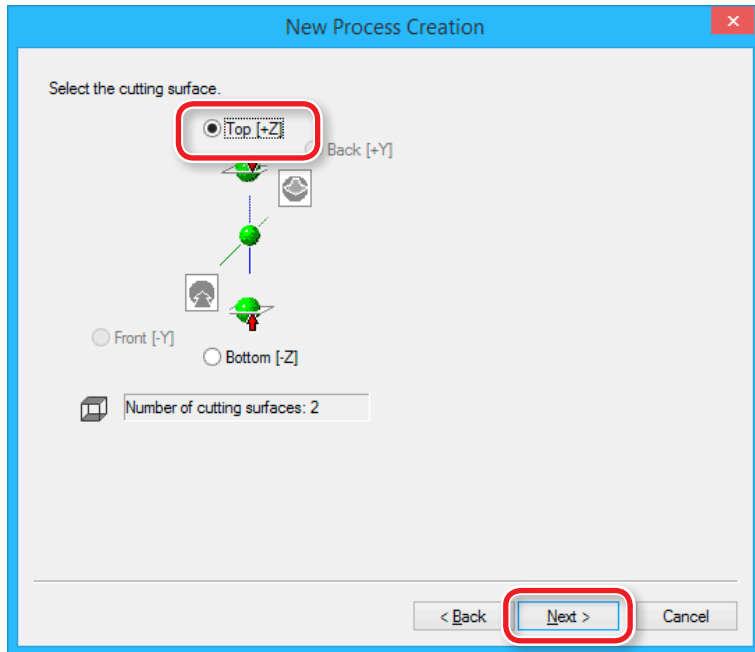 New Process Creation
Select the cutting surface.
Top [+Z]
Back [+Y]
Front [-Y]
Bottom [-Z]
Number of cutting surfaces: 2
< Back
Next >
Cancel